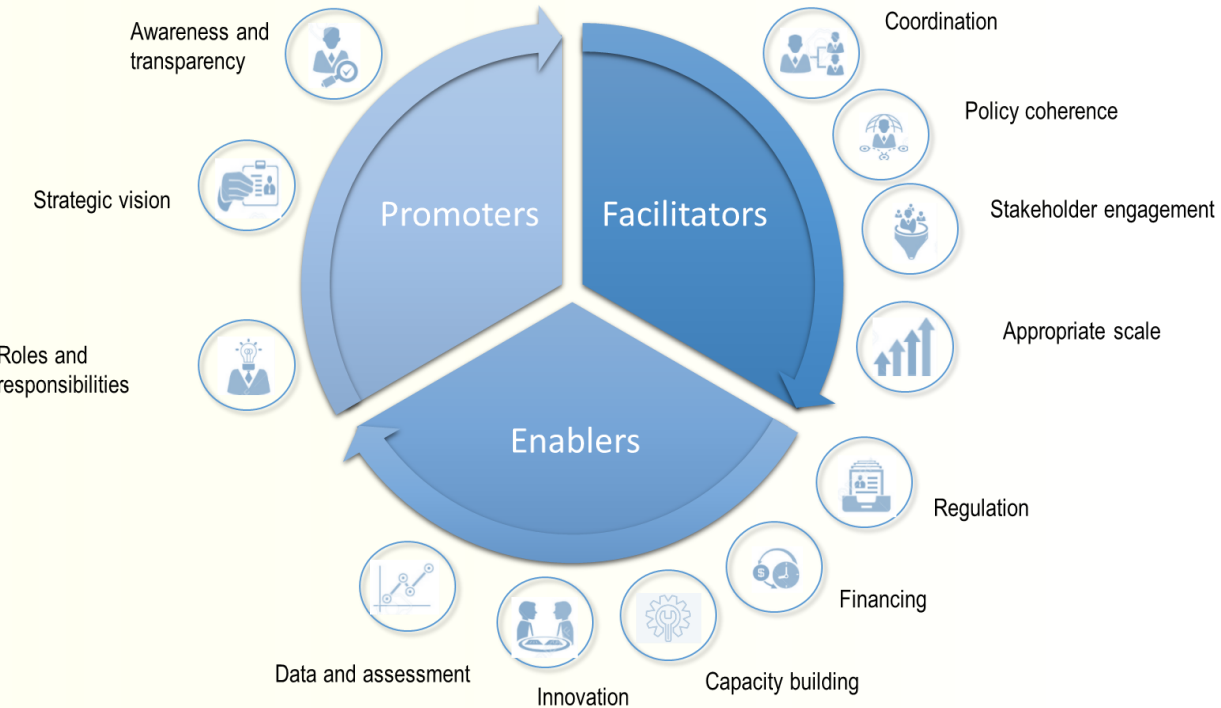 Awareness and
transparency
Strategic vision
Roles and
responsibilities
Promoters
Facilitators
Enablers
Coordination
Policy coherence
Stakeholder engagement
Appropriate scale
Regulation
Financing
Capacity building
Innovation
Data and assessment